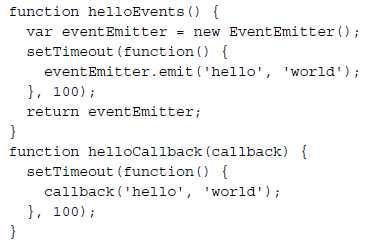 function helloEvents() {
  var eventEmitter = new EventEmitter();
  setTimeout(function() {
    eventEmitter.emit('hello', 'world');
  }, 100);
  return eventEmitter;
}
function helloCallback(callback) {
  setTimeout(function() {
    callback('hello', 'world');
  }, 100);
}